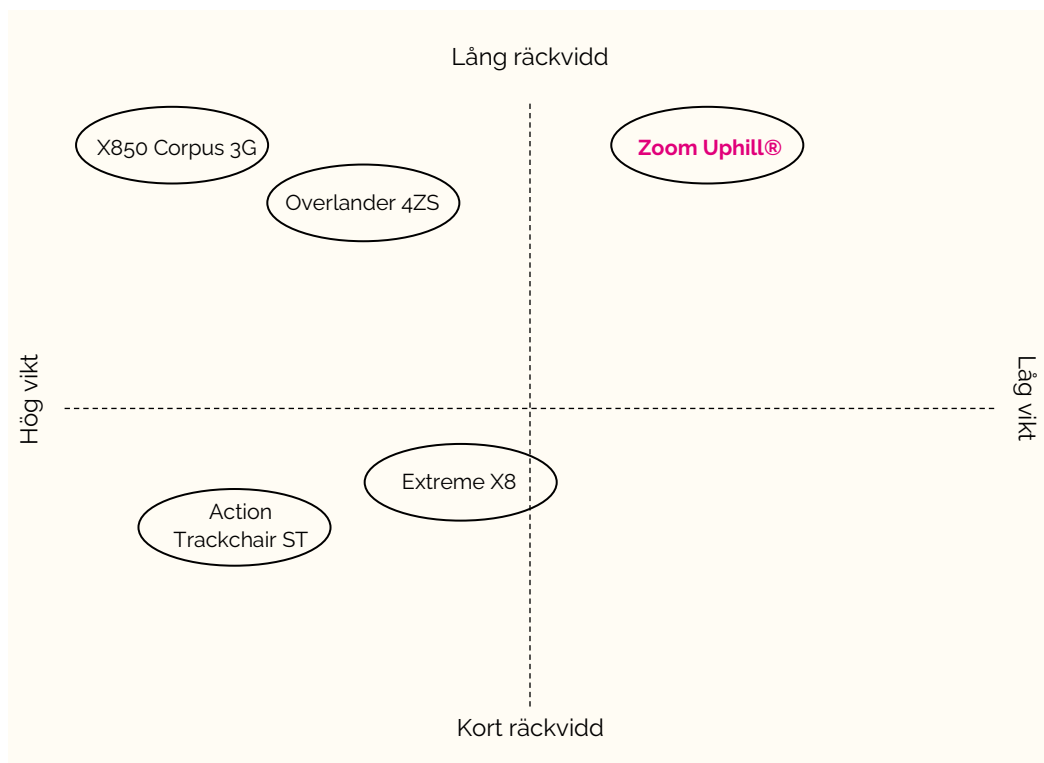 Lång räckvidd
X850 Corpus 3G
Zoom Uphill®
Overlander 4ZS
Hög vikt
Låg vikt
Extreme X8
Action
Trackchair ST
Kort räckvidd